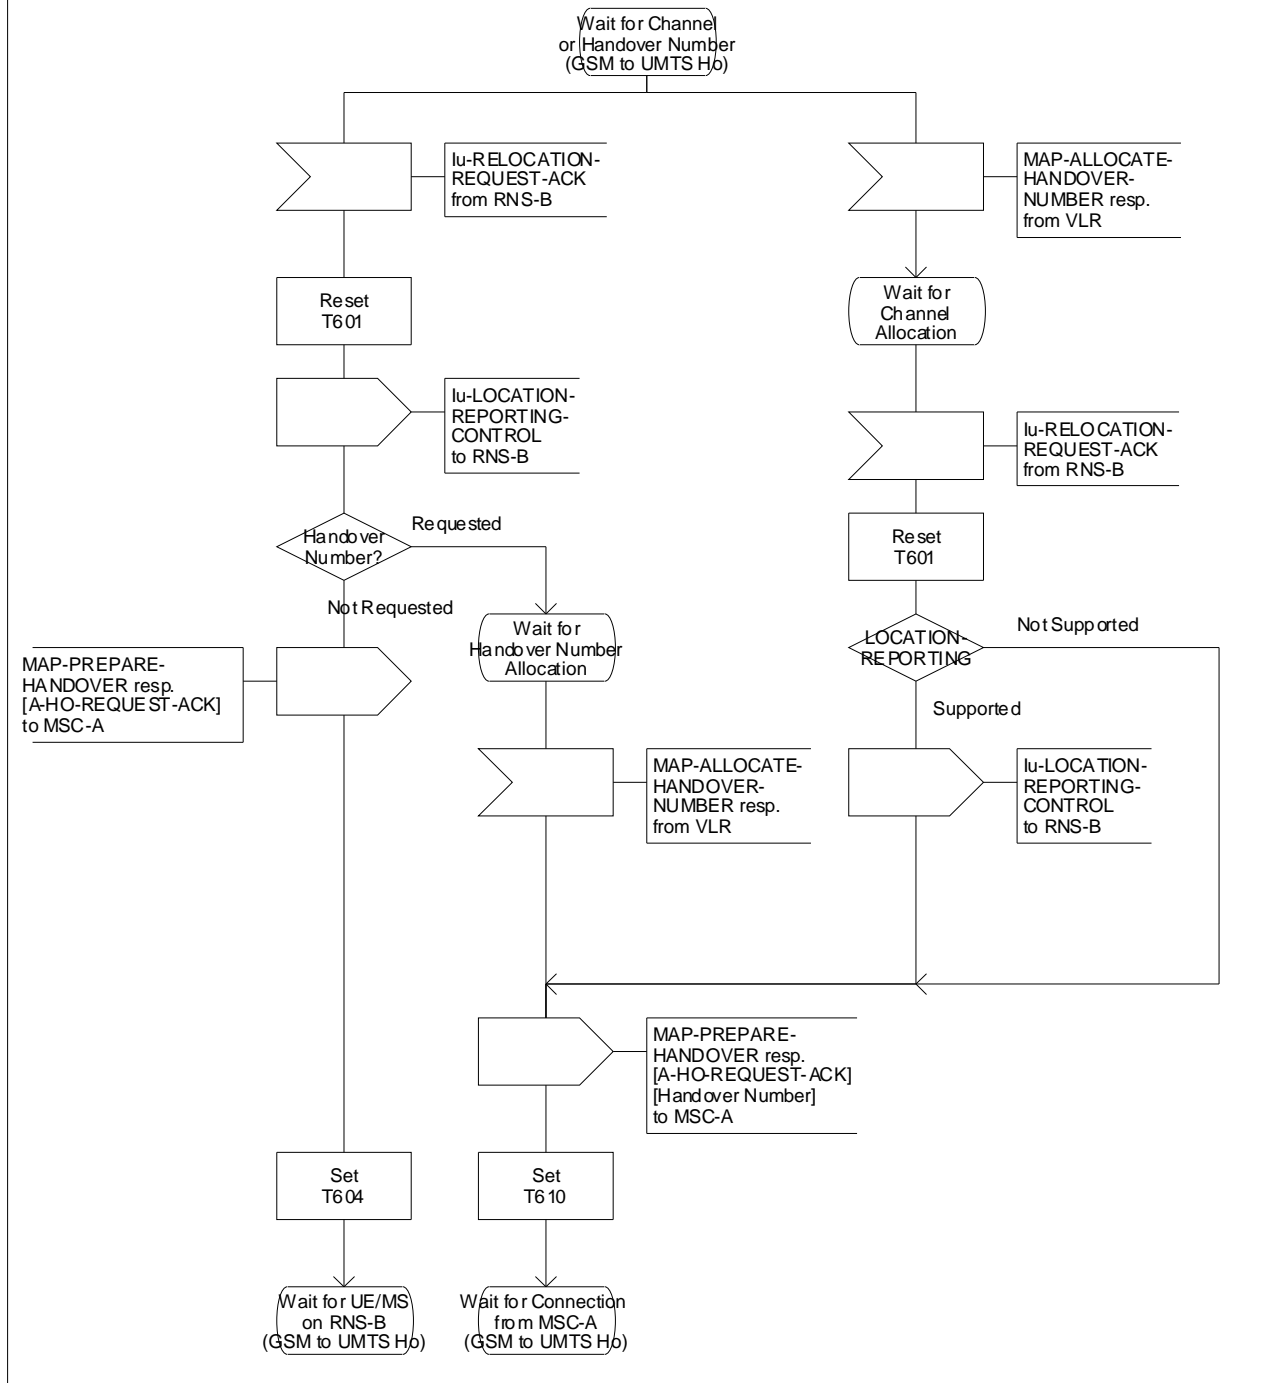 Wait for Channel
or Handover Number
(GSM to UMTS Ho)
Iu-RELOCATION-
REQUEST-ACK
from RNS-B
MAP-ALLOCATE-
HANDOVER-
NUMBER resp.
from VLR
Reset
T601
Wait for
Channel
Allocation
Iu-LOCATION-
REPORTING-
CONTROL
to RNS-B
Iu-RELOCATION-
REQUEST-ACK
from RNS-B
Handover
Number?
Requested
Not Requested
Reset
T601
Wait for
Handover Number
Allocation
LOCATION-
REPORTING
Not Supported
Supported
MAP-PREPARE-
HANDOVER resp.
[A-HO-REQUEST-ACK]
to MSC-A
MAP-ALLOCATE-
HANDOVER-
NUMBER resp.
from VLR
Iu-LOCATION-
REPORTING-
CONTROL
to RNS-B
MAP-PREPARE-
HANDOVER resp.
[A-HO-REQUEST-ACK]
[Handover Number]
to MSC-A
Set
T604
Set
T610
Wait for UE/MS
on RNS-B
(GSM to UMTS Ho)
Wait for Connection
from MSC-A
(GSM to UMTS Ho)